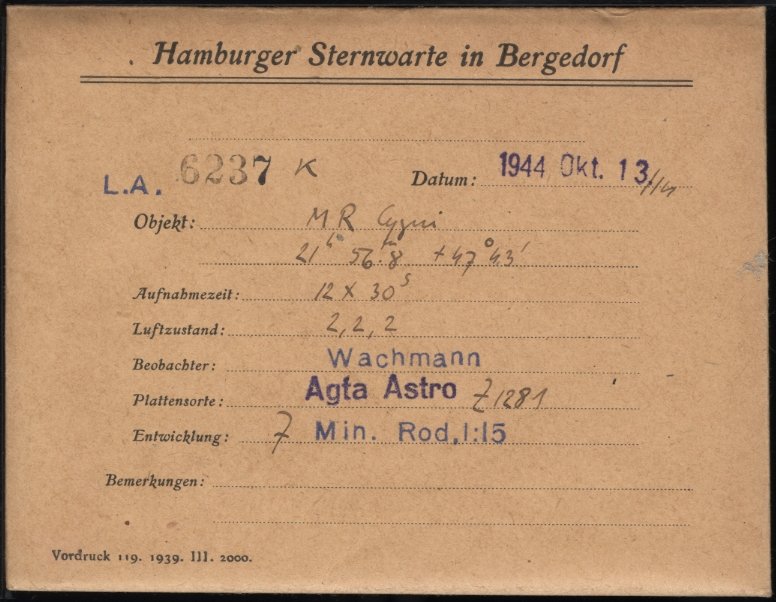 Hamburger Sternwarte in Bergedorf
L.A. 6237 K Datum: 1944 Okt. 13./14
Objekt: MR Cygni
21h 56m.8 +47°43'
Aufnahmezeit: 12 x 30s
Luftzustand: 2, 2, 2
Beobachter: Wachmann
Plattensorte: Agfa Astro Z1281
Entwicklung: 7 Min. Rod.1:15
Bemerkungen:
Vordruck 119. 1939. III. 2000.